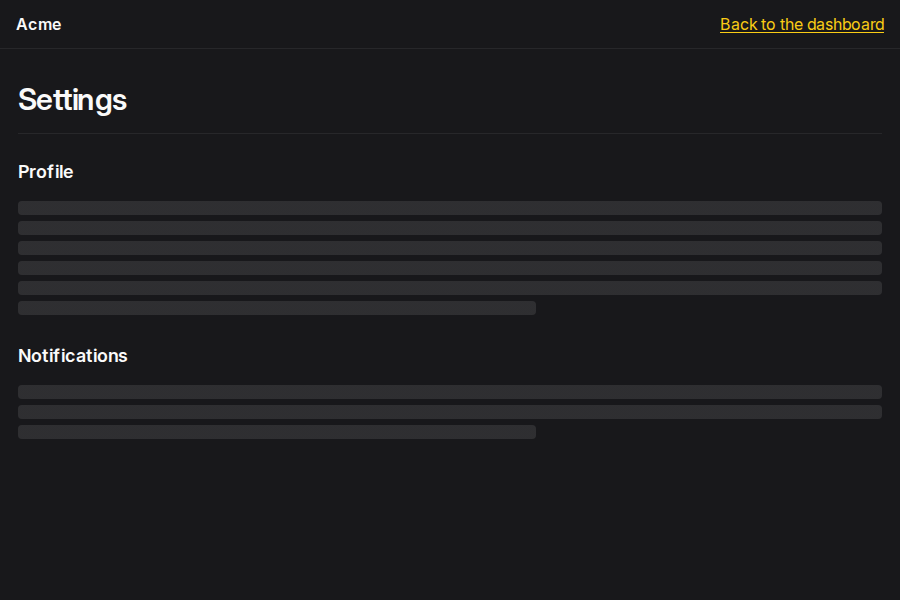 Acme
Back to the dashboard
Settings
Profile
Notifications